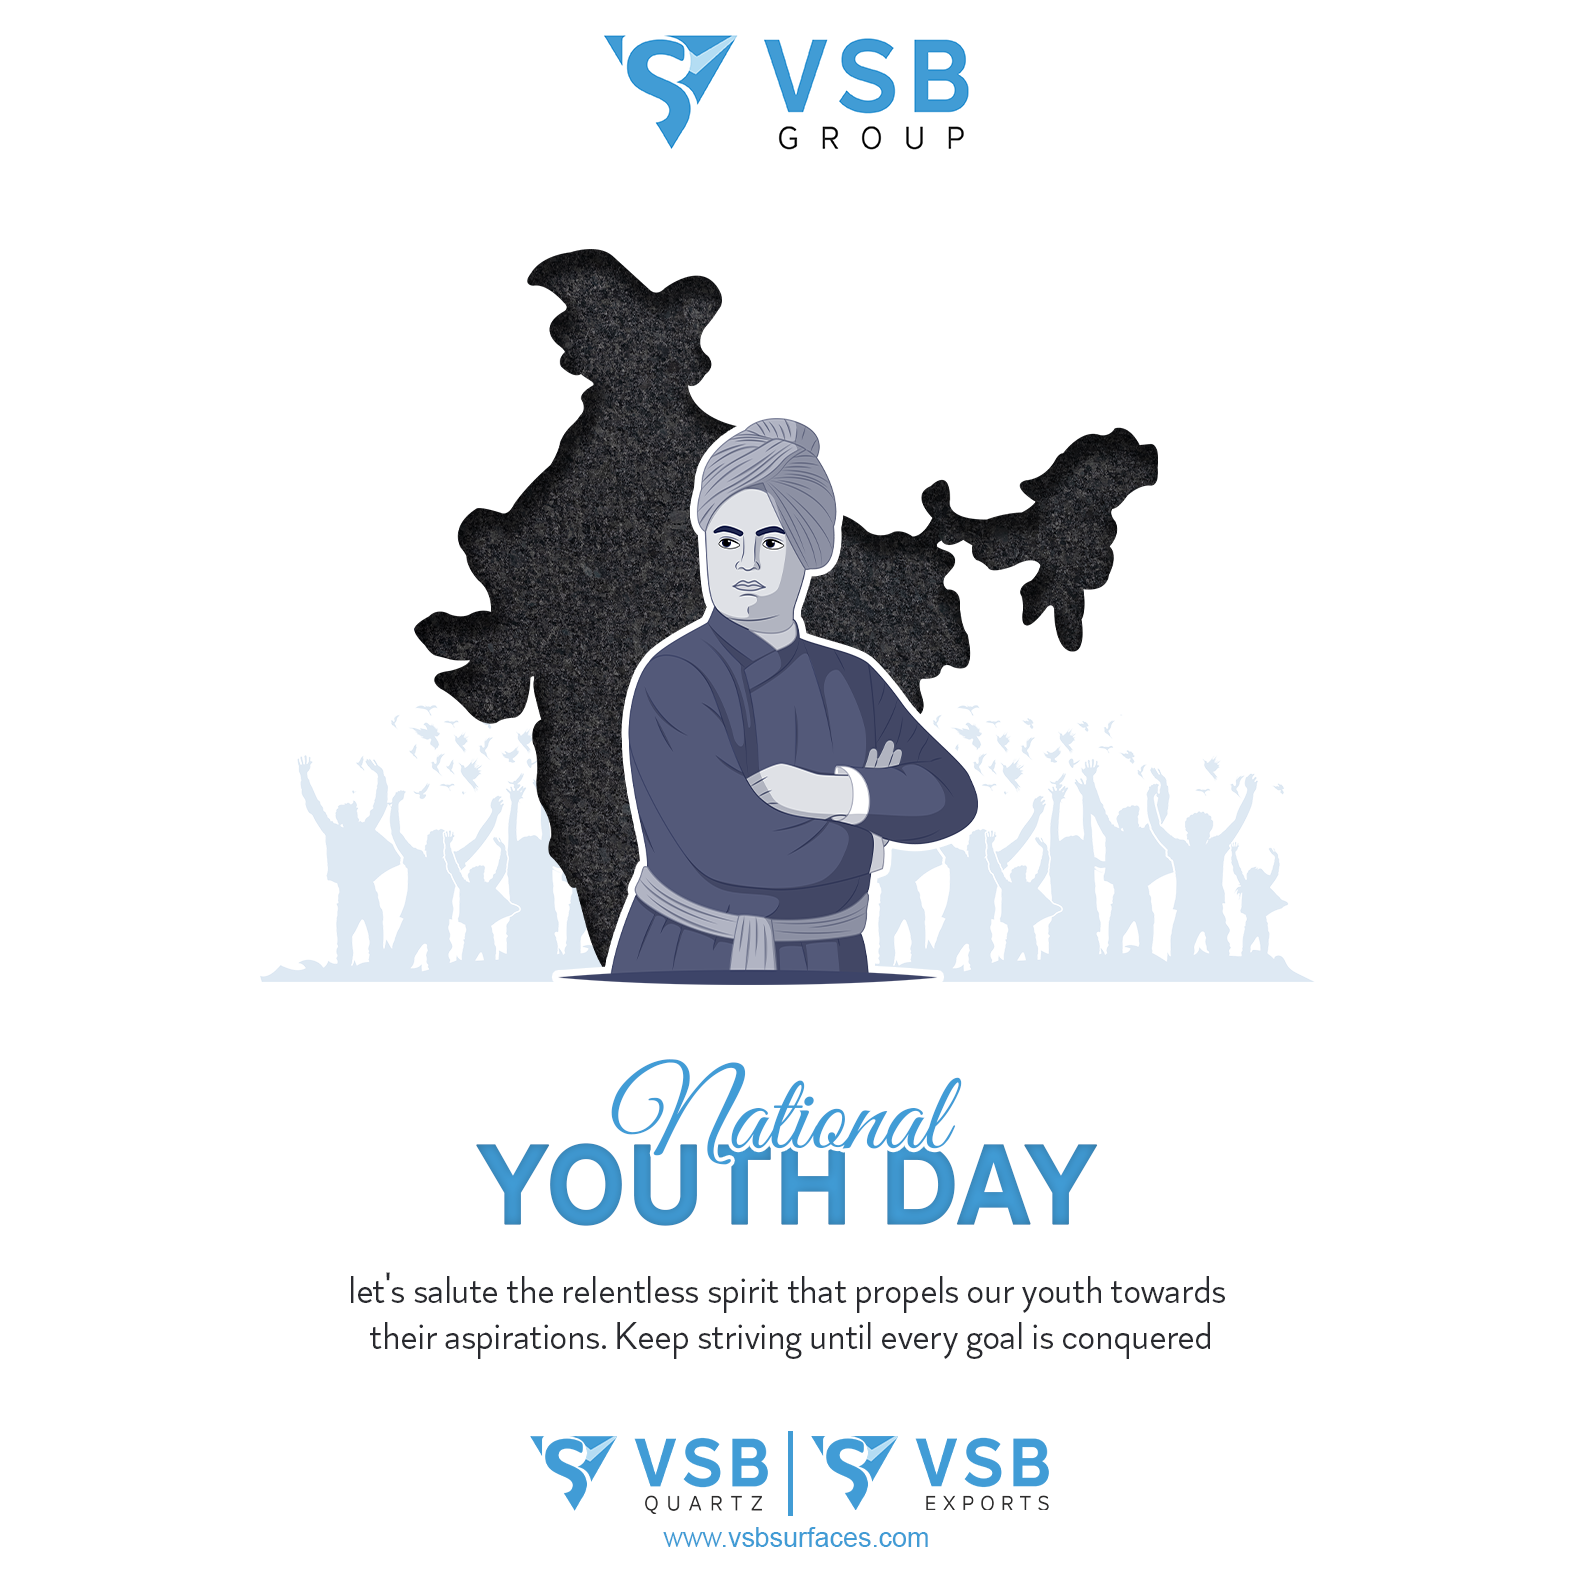 VSB
GROUP
National
YOUTH DAY
let's salute the relentless spirit that propels our youth towards
their aspirations. Keep striving until every goal is conquered
VSB
QUARTZ
VSB
EXPORTS
www.vsbsurfaces.com